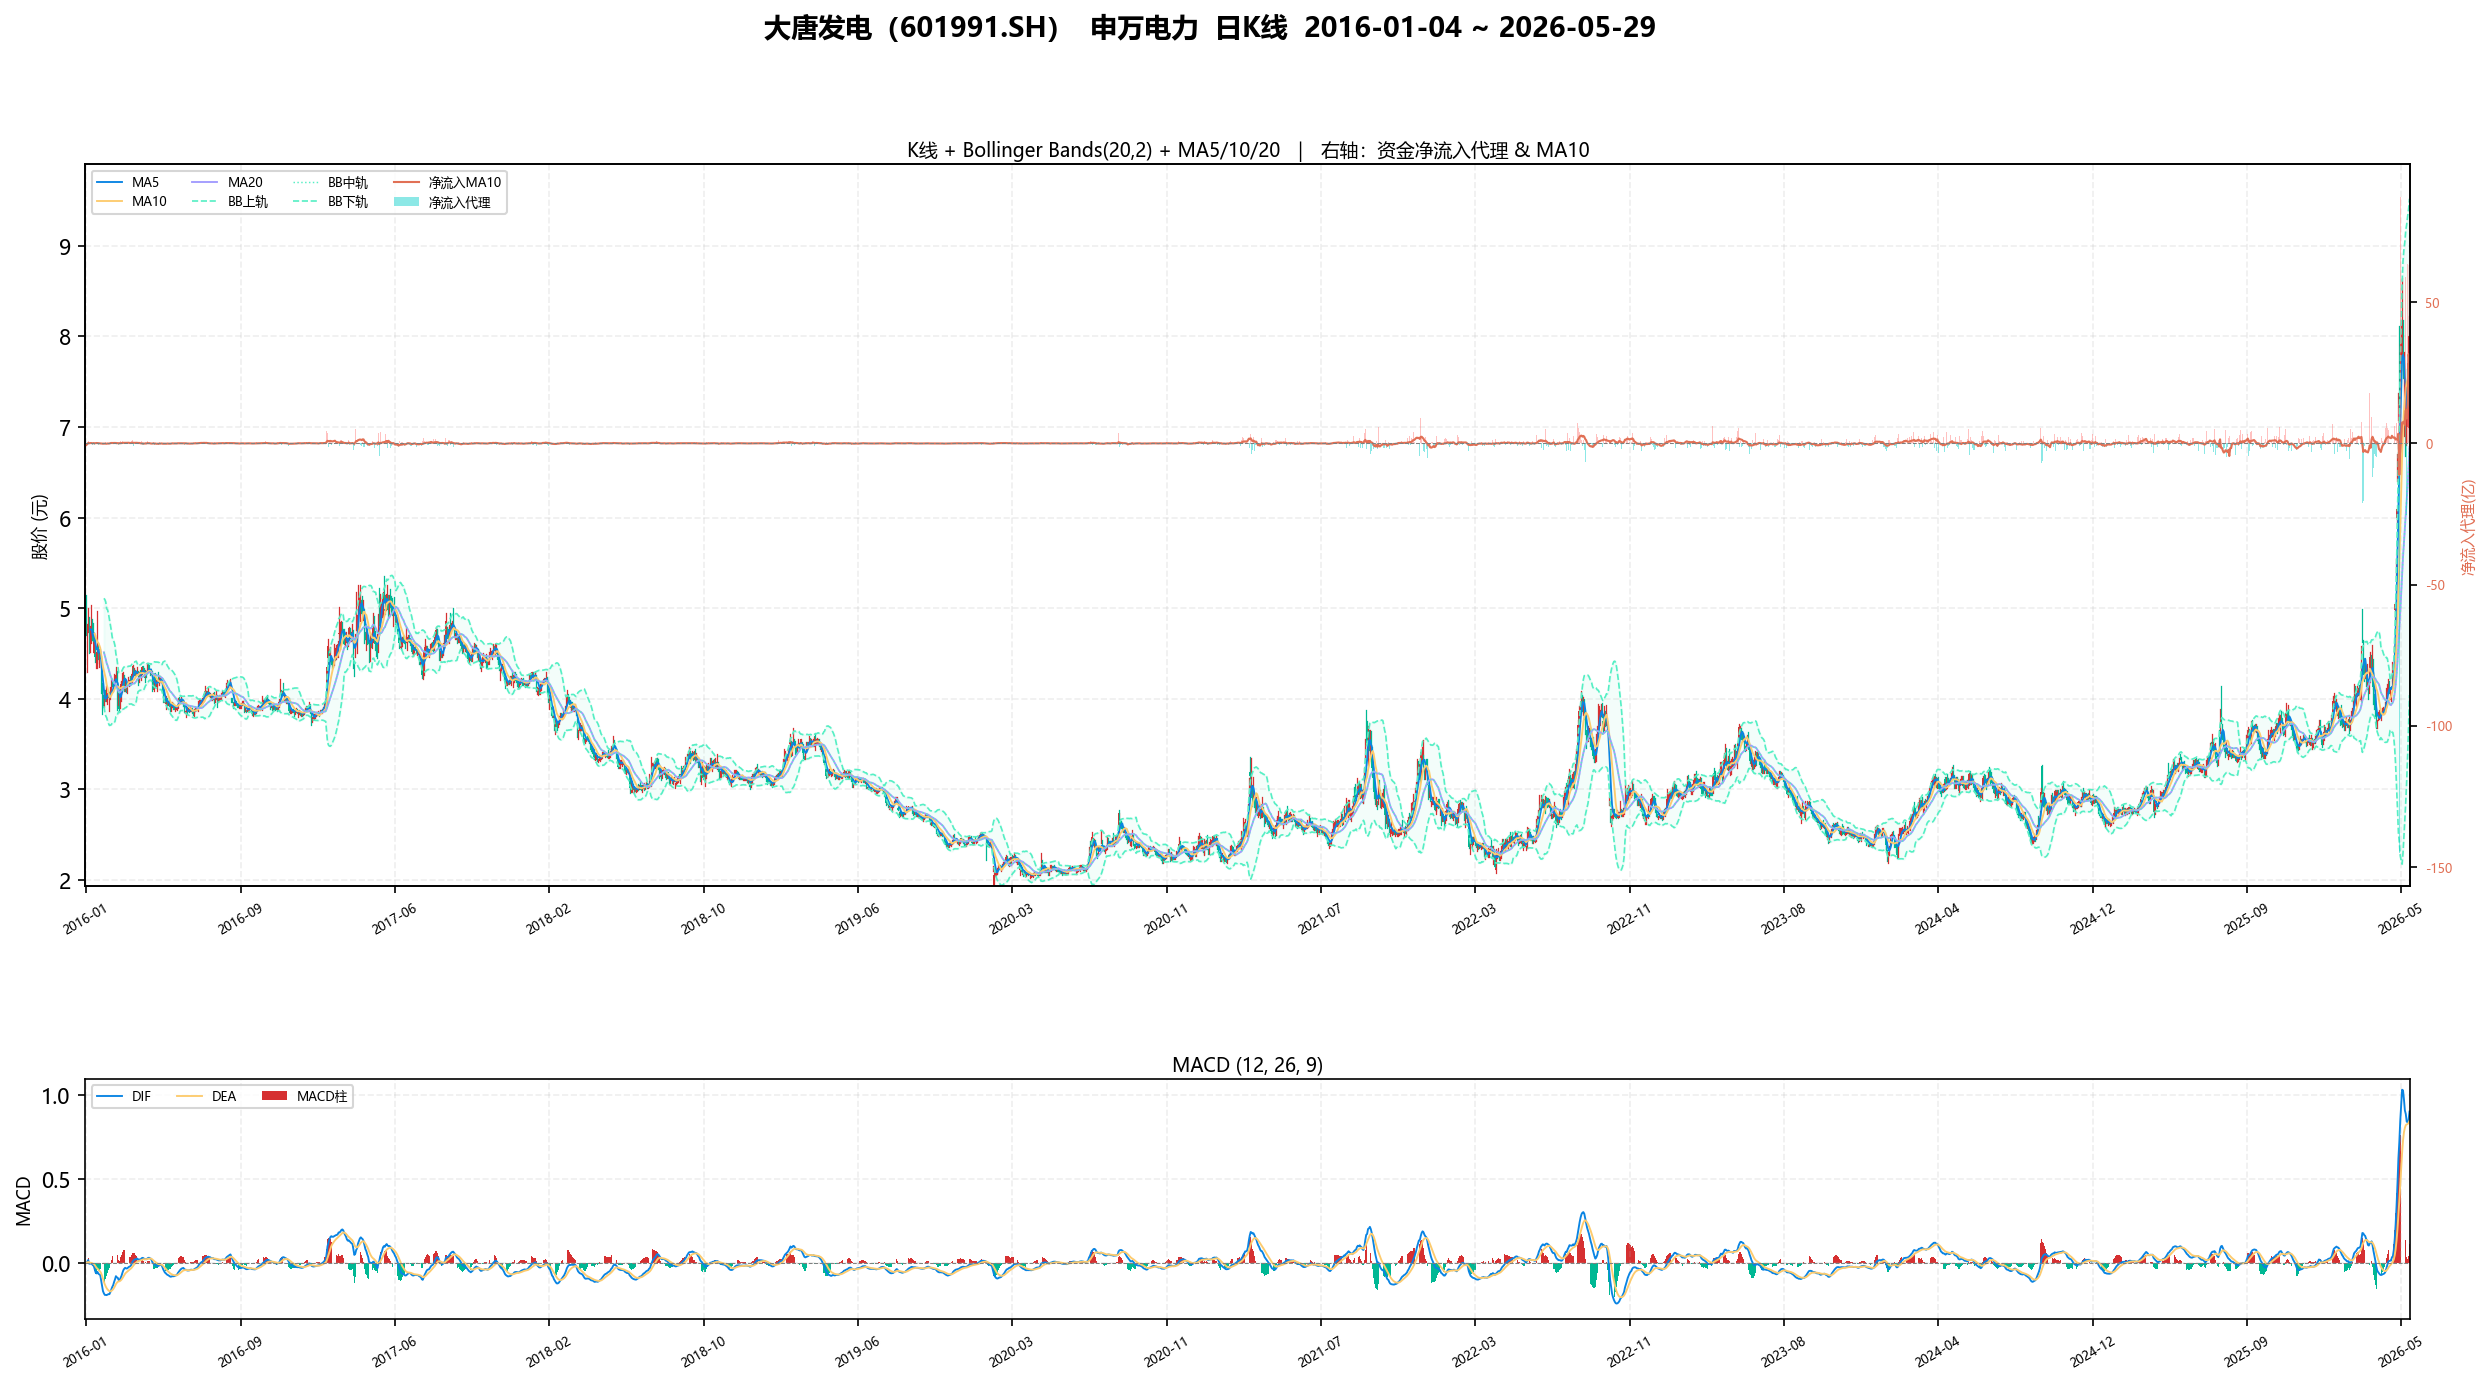 大唐发电（601991.SH） 申万电力 日K线 2016-01-04 ~ 2026-05-29
K线 + Bollinger Bands(20,2) + MA5/10/20 | 右轴：资金净流入代理 & MA10
MA5 MA20 BB中轨 净流入MA10
MA10 BB上轨 BB下轨 净流入代理
股价 (元)
9
8
7
6
5
4
3
2
50
0
-50
-100
-150
净流入代理(亿)
2016-01 2016-09 2017-06 2018-02 2018-10 2019-06 2020-03 2020-11 2021-07 2022-03 2022-11 2023-08 2024-04 2024-12 2025-09 2026-05
MACD (12, 26, 9)
DIF DEA MACD柱
MACD
1.0
0.5
0.0
2016-01 2016-09 2017-06 2018-02 2018-10 2019-06 2020-03 2020-11 2021-07 2022-03 2022-11 2023-08 2024-04 2024-12 2025-09 2026-05